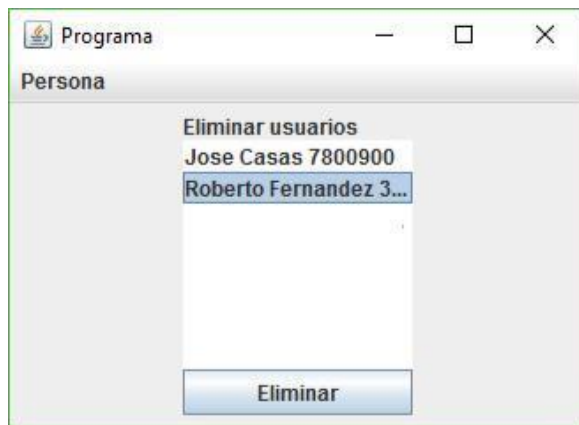 Programa
Persona
Eliminar usuarios
Jose Casas 7800900
Roberto Fernandez 3...
Eliminar